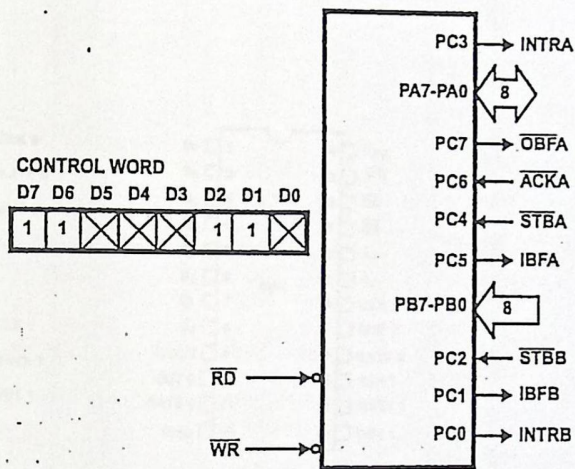 PC3 INTRA
PA7-PA0 8
PC7 OBFA
CONTROL WORD
PC6 ACKA
D7 D6 D5 D4 D3 D2 D1 D0
PC4 STBA
1 1 X X X 1 1 X
PC5 IBFA
PB7-PB0 8
PC2 STBB
RD
PC1 IBFB
PC0 INTRB
WR